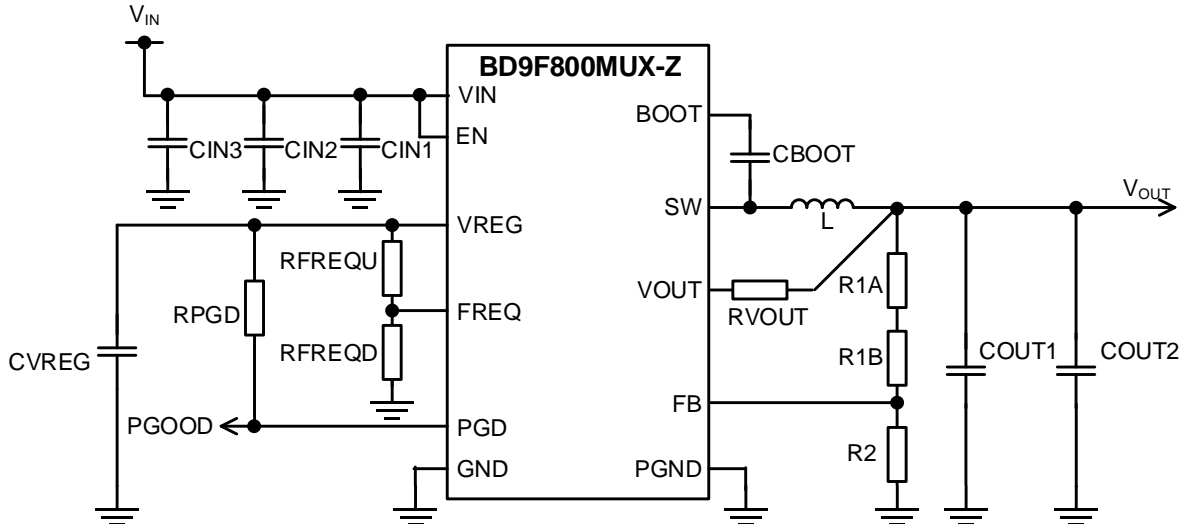 VIN
BD9F800MUX-Z
VIN
EN
BOOT
CIN3
CIN2
CIN1
CBOOT
SW
L
VOUT
VREG
RFREQU
RPGD
FREQ
RFREQD
CVREG
VOUT
RVOUT
R1A
R1B
COUT1
COUT2
FB
PGOOD
PGD
R2
GND
PGND